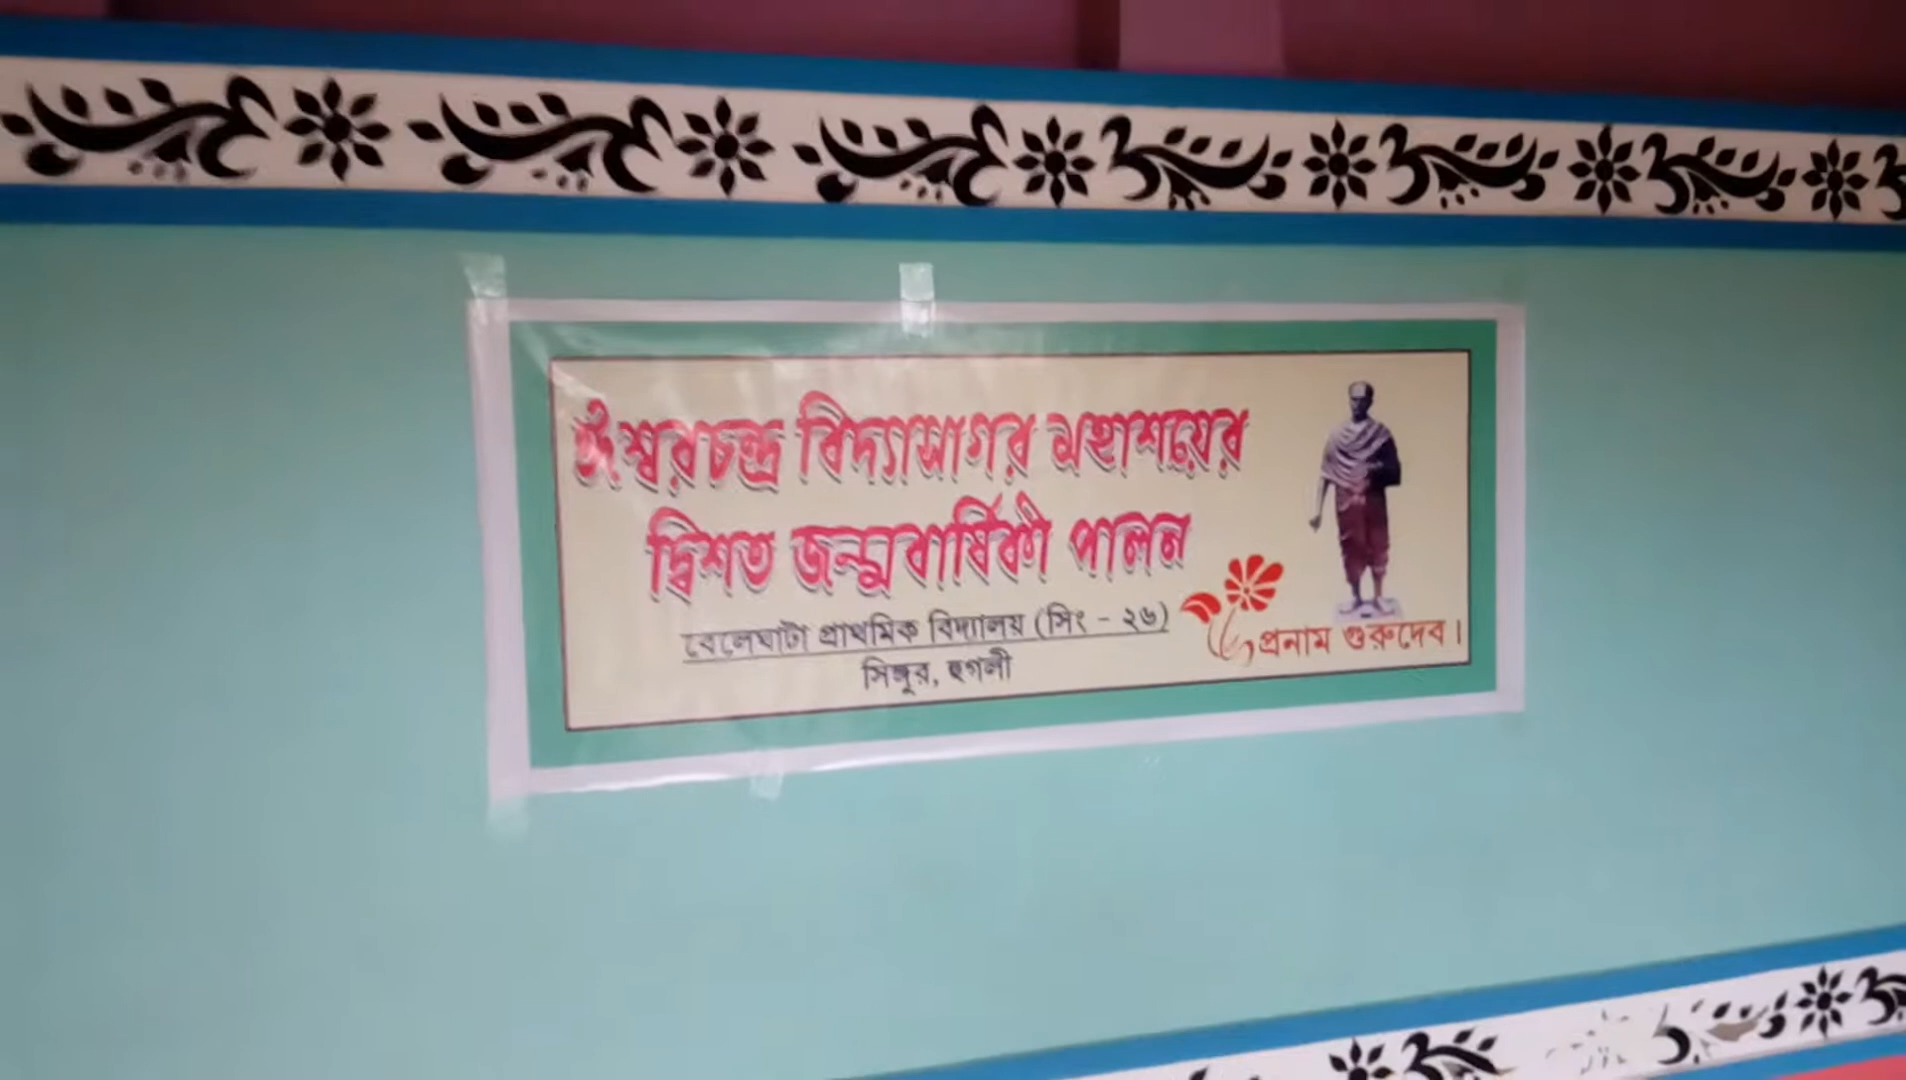 ঈশ্বরচন্দ্র বিদ্যাসাগর মহাশয়ের
দ্বিশত জন্মবার্ষিকী পালন
বেলেঘাটা প্রাথমিক বিদ্যালয় (সিং - ২৬)
সিঙ্গুর, হুগলী
প্রনাম গুরুদেব।